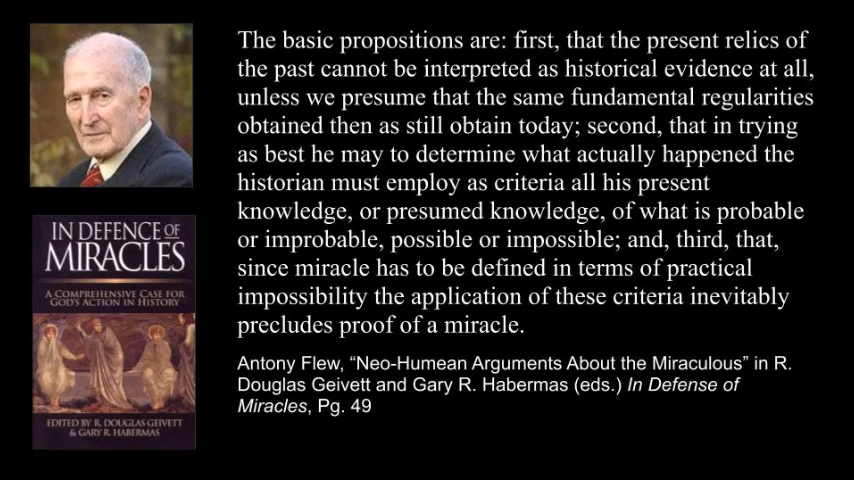 The basic propositions are: first, that the present relics of
the past cannot be interpreted as historical evidence at all,
unless we presume that the same fundamental regularities
obtained then as still obtain today; second, that in trying
as best he may to determine what actually happened the
historian must employ as criteria all his present
knowledge, or presumed knowledge, of what is probable
or improbable, possible or impossible; and, third, that,
since miracle has to be defined in terms of practical
impossibility the application of these criteria inevitably
precludes proof of a miracle.
Antony Flew, “Neo-Humean Arguments About the Miraculous” in R.
Douglas Geivett and Gary R. Habermas (eds.) In Defense of
Miracles, Pg. 49
IN DEFENCE OF
MIRACLES
A COMPREHENSIVE CASE FOR
GOD'S ACTION IN HISTORY
EDITED BY R. DOUGLAS GEIVETT
& GARY R. HABERMAS